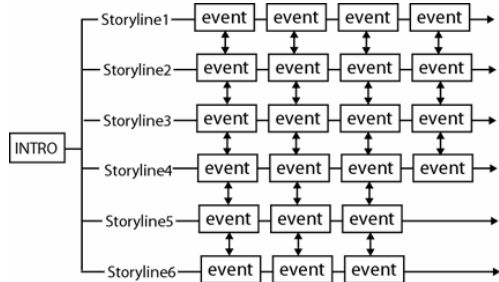 Storyline1 event event event event
Storyline2 event event event event
Storyline3 event event event event
INTRO
Storyline4 event event event event
Storyline5 event event event
Storyline6 event event event